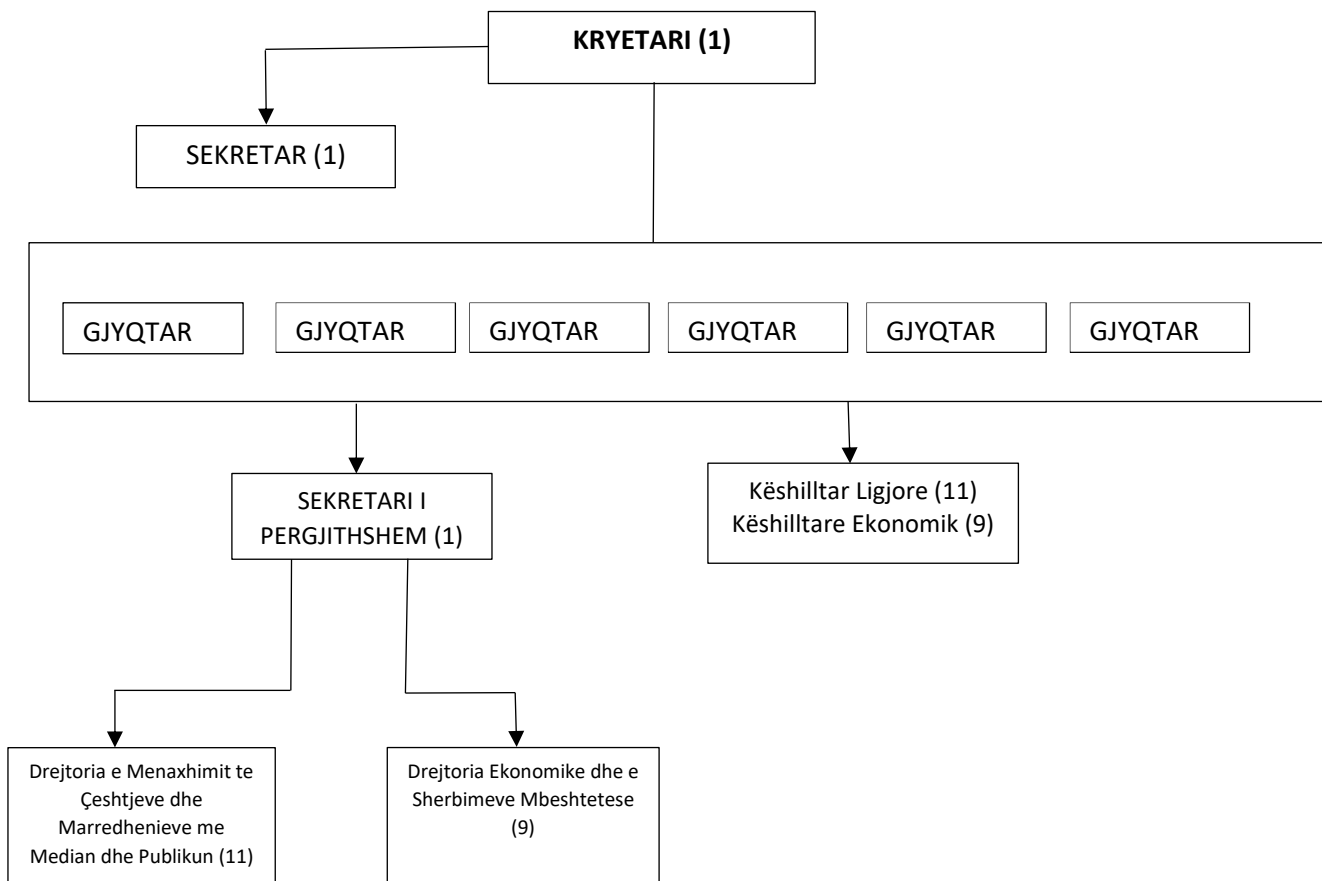 KRYETARI (1)
SEKRETAR (1)
GJYQTAR
GJYQTAR
GJYQTAR
GJYQTAR
GJYQTAR
GJYQTAR
SEKRETARI I
PERGJITHSHEM (1)
Këshilltar Ligjore (11)
Këshilltare Ekonomik (9)
Drejtoria e Menaxhimit te
Çeshtjeve dhe
Marredhenieve me
Median dhe Publikun (11)
Drejtoria Ekonomike dhe e
Sherbimeve Mbeshtetese
(9)